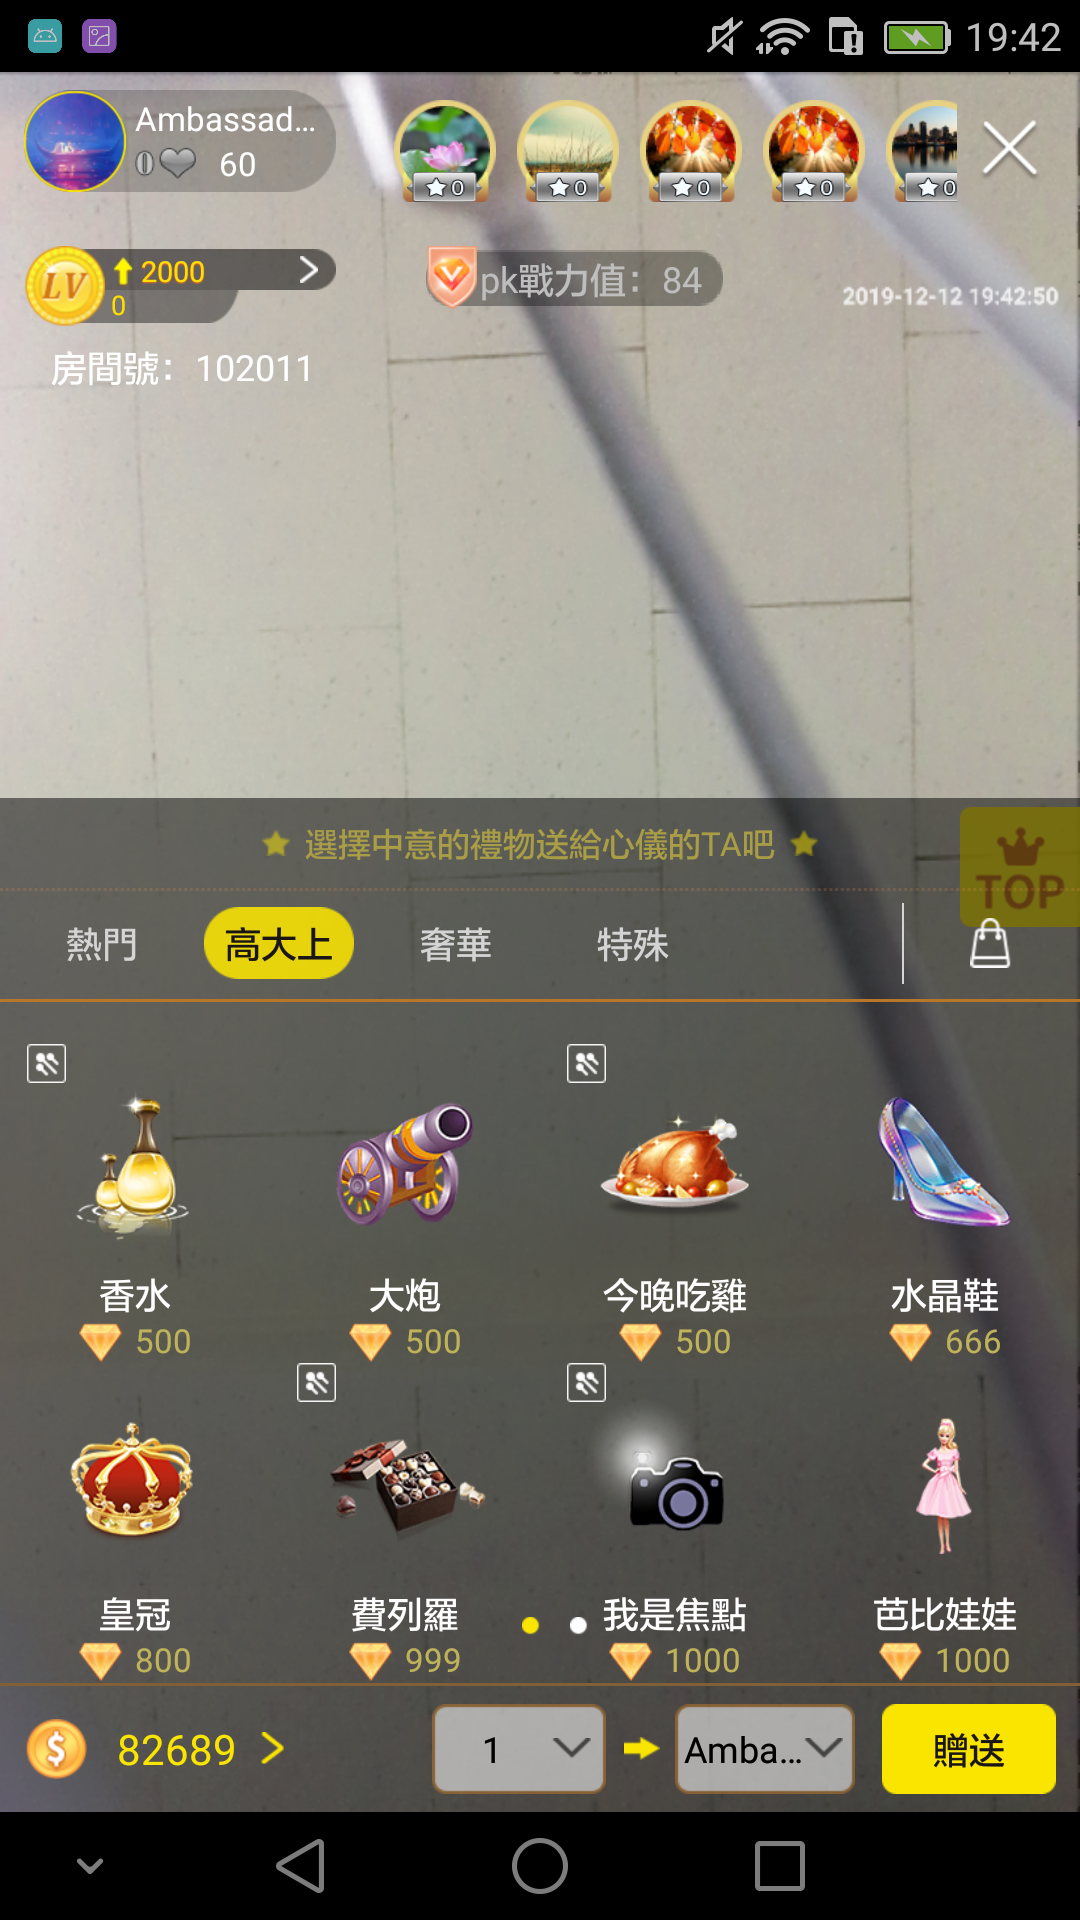 19:42
Ambassad...
0 60
0 0 0 0 0
LV 2000
0
pk戰力值：84
2019-12-12 19:42:50
房間號：102011
選擇中意的禮物送給心儀的TA吧
TOP
熱門 高大上 奢華 特殊
香水 大炮 今晚吃雞 水晶鞋
500 500 500 666
皇冠 費列羅 我是焦點 芭比娃娃
800 999 1000 1000
$ 82689 1 Amba... 贈送